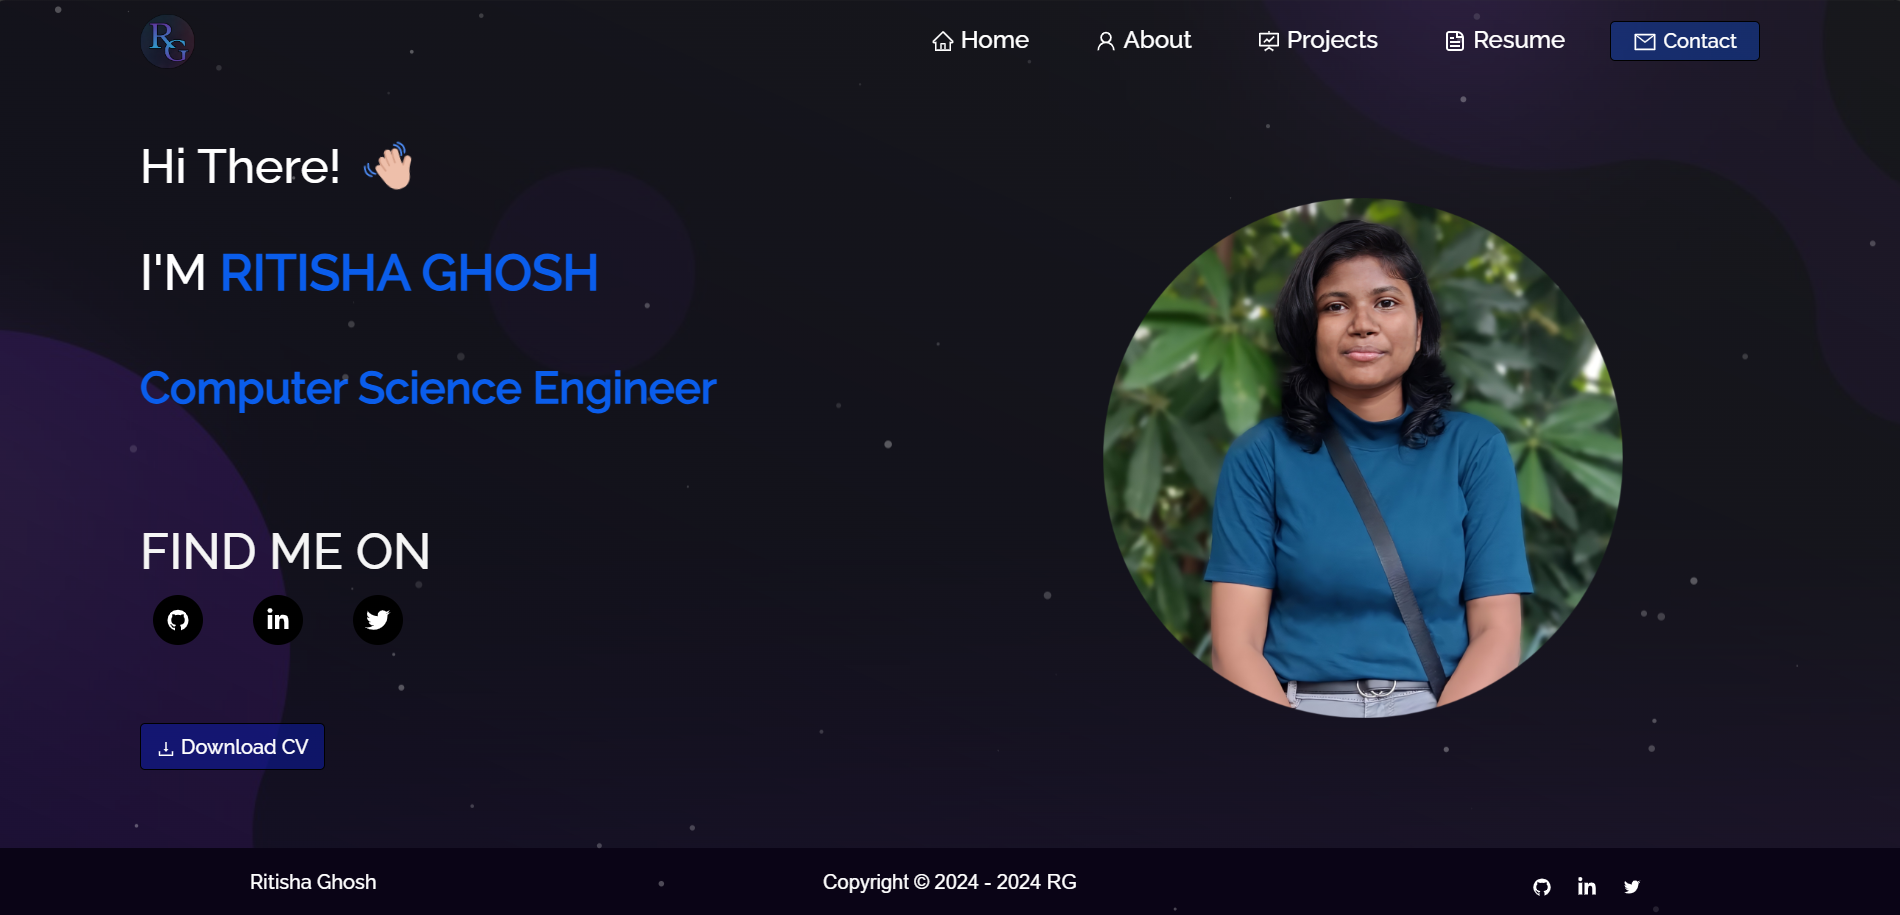 RG
Home
About
Projects
Resume
Contact
Hi There!
I'M RITISHA GHOSH
Computer Science Engineer
FIND ME ON
in
Download CV
Ritisha Ghosh
Copyright © 2024 - 2024 RG
in